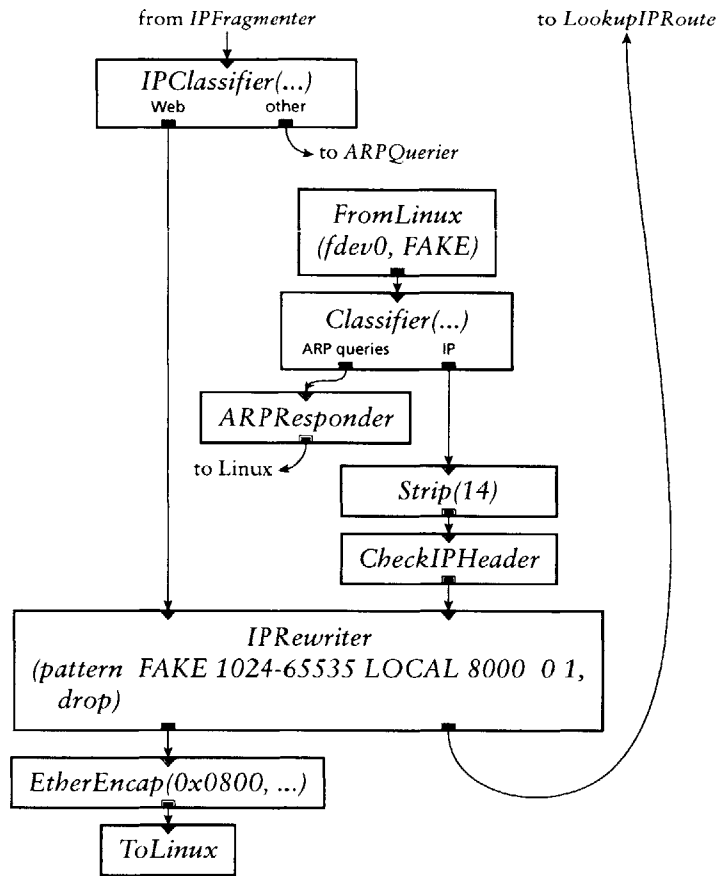 from IPFragmenter
to LookupIPRoute
IPClassifier(...)
Web other
to ARPQuerier
FromLinux
(fdev0, FAKE)
Classifier(...)
ARP queries IP
ARPResponder
to Linux
Strip(14)
CheckIPHeader
IPRewriter
(pattern FAKE 1024-65535 LOCAL 8000 0 1,
drop)
EtherEncap(0x0800, ...)
ToLinux